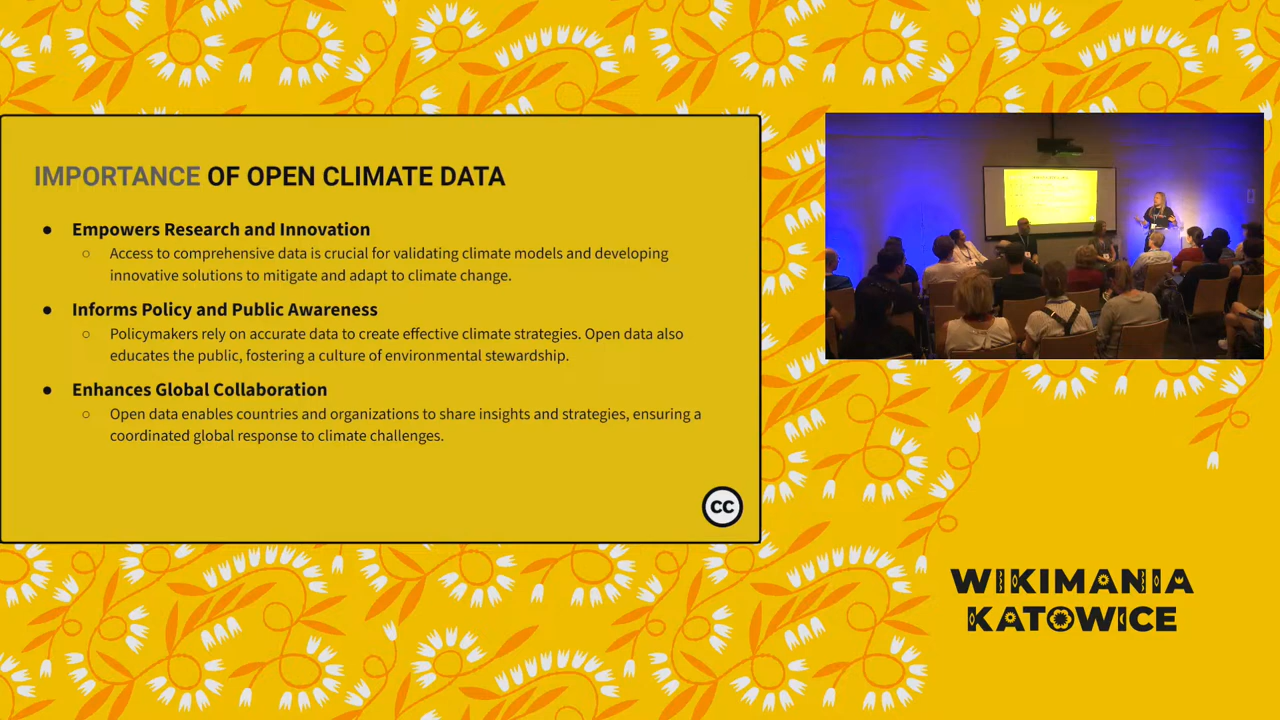 IMPORTANCE OF OPEN CLIMATE DATA
● Empowers Research and Innovation
○ Access to comprehensive data is crucial for validating climate models and developing
innovative solutions to mitigate and adapt to climate change.
● Informs Policy and Public Awareness
○ Policymakers rely on accurate data to create effective climate strategies. Open data also
educates the public, fostering a culture of environmental stewardship.
● Enhances Global Collaboration
○ Open data enables countries and organizations to share insights and strategies, ensuring a
coordinated global response to climate challenges.
CC
WIKIMANIA
KATOWICE